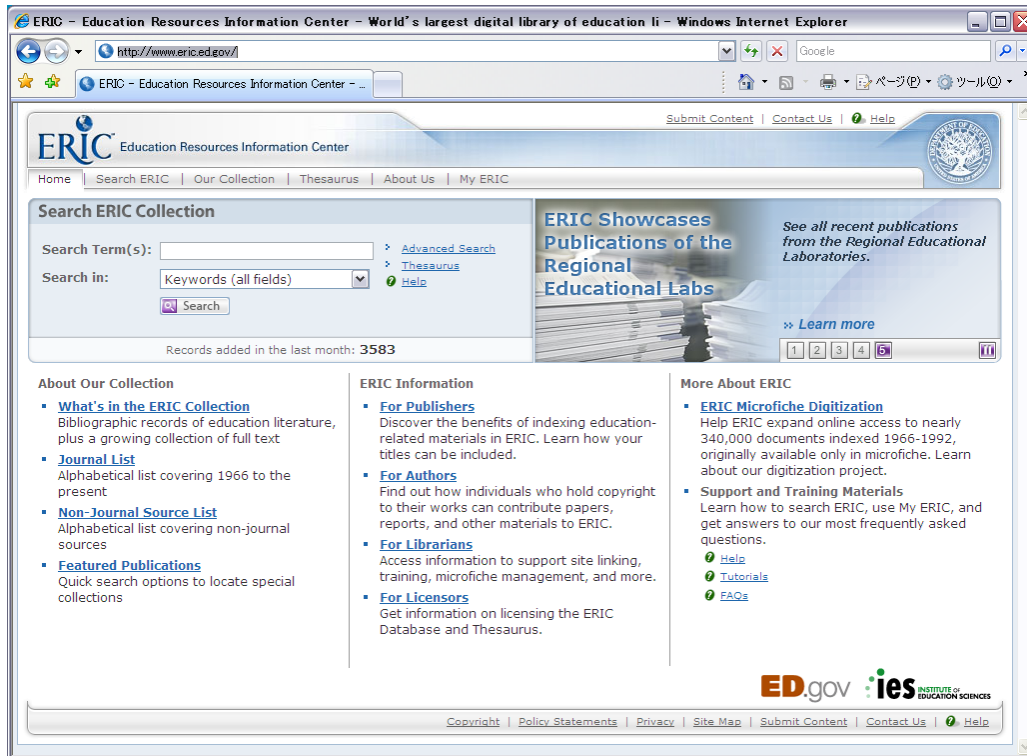 ERIC - Education Resources Information Center - World's largest digital library of education li - Windows Internet Explorer
http://www.eric.ed.gov/
Google
ERIC - Education Resources Information Center - ...
ページ(P)
ツール(O)
Submit Content | Contact Us | Help
ERIC Education Resources Information Center
Home | Search ERIC | Our Collection | Thesaurus | About Us | My ERIC
Search ERIC Collection
Search Term(s):
Advanced Search
Thesaurus
Search in: Keywords (all fields)
Help
Search
Records added in the last month: 3583
ERIC Showcases
Publications of the
Regional
Educational Labs
See all recent publications
from the Regional Educational
Laboratories.
» Learn more
1 2 3 4 5
About Our Collection
What's in the ERIC Collection
Bibliographic records of education literature,
plus a growing collection of full text
Journal List
Alphabetical list covering 1966 to the
present
Non-Journal Source List
Alphabetical list covering non-journal
sources
Featured Publications
Quick search options to locate special
collections
ERIC Information
For Publishers
Discover the benefits of indexing education-
related materials in ERIC. Learn how your
titles can be included.
For Authors
Find out how individuals who hold copyright
to their works can contribute papers,
reports, and other materials to ERIC.
For Librarians
Access information to support site linking,
training, microfiche management, and more.
For Licensors
Get information on licensing the ERIC
Database and Thesaurus.
More About ERIC
ERIC Microfiche Digitization
Help ERIC expand online access to nearly
340,000 documents indexed 1966-1992,
originally available only in microfiche. Learn
about our digitization project.
Support and Training Materials
Learn how to search ERIC, use My ERIC, and
get answers to our most frequently asked
questions.
Help
Tutorials
FAQs
ED.gov
ies INSTITUTE OF
EDUCATION SCIENCES
Copyright | Policy Statements | Privacy | Site Map | Submit Content | Contact Us | Help